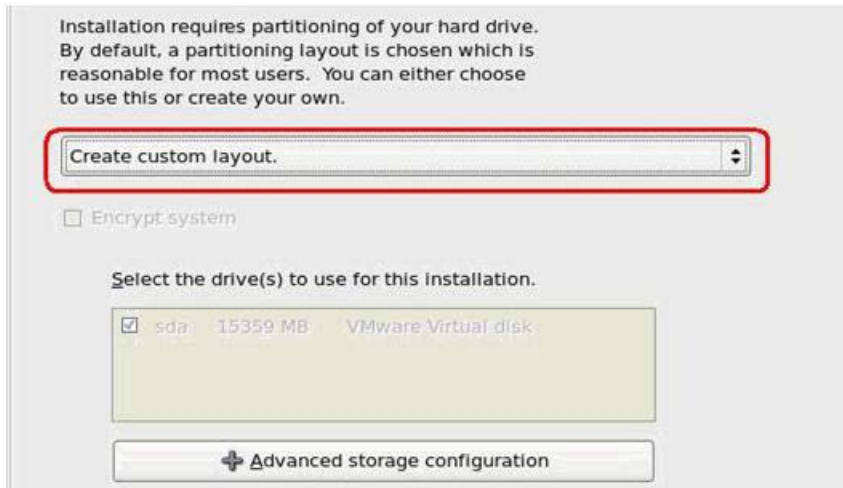 Installation requires partitioning of your hard drive.
By default, a partitioning layout is chosen which is
reasonable for most users. You can either choose
to use this or create your own.
Create custom layout.
Encrypt system
Select the drive(s) to use for this installation.
sda 15359 MB VMware Virtual disk
Advanced storage configuration